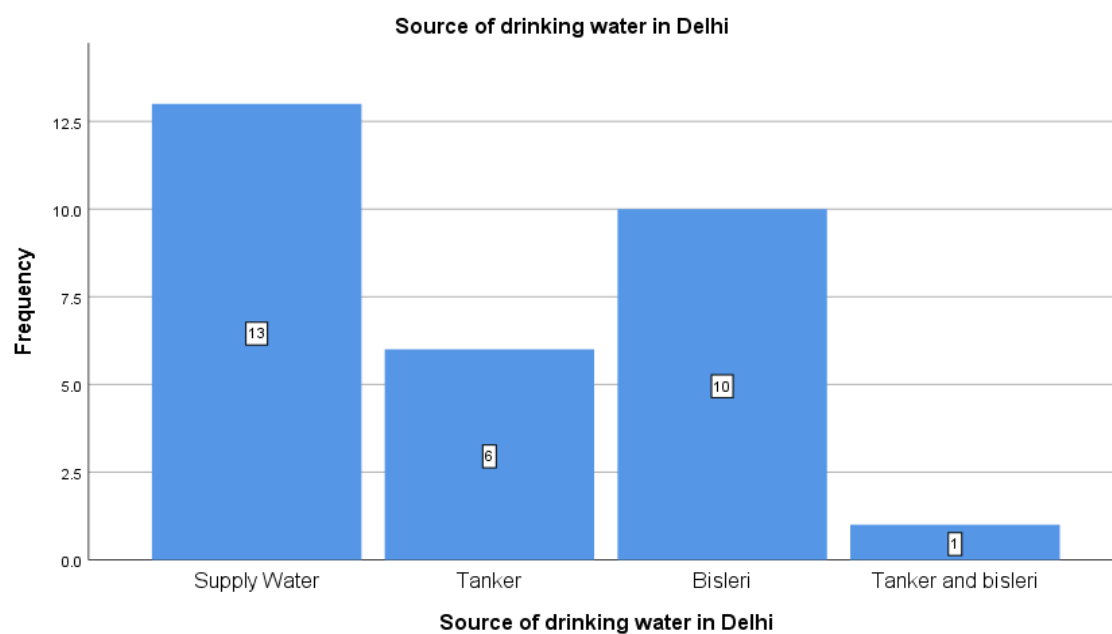 Source of drinking water in Delhi
Frequency
12.5
10.0
7.5
5.0
2.5
0.0
13
6
10
1
Supply Water
Tanker
Bisleri
Tanker and bisleri
Source of drinking water in Delhi